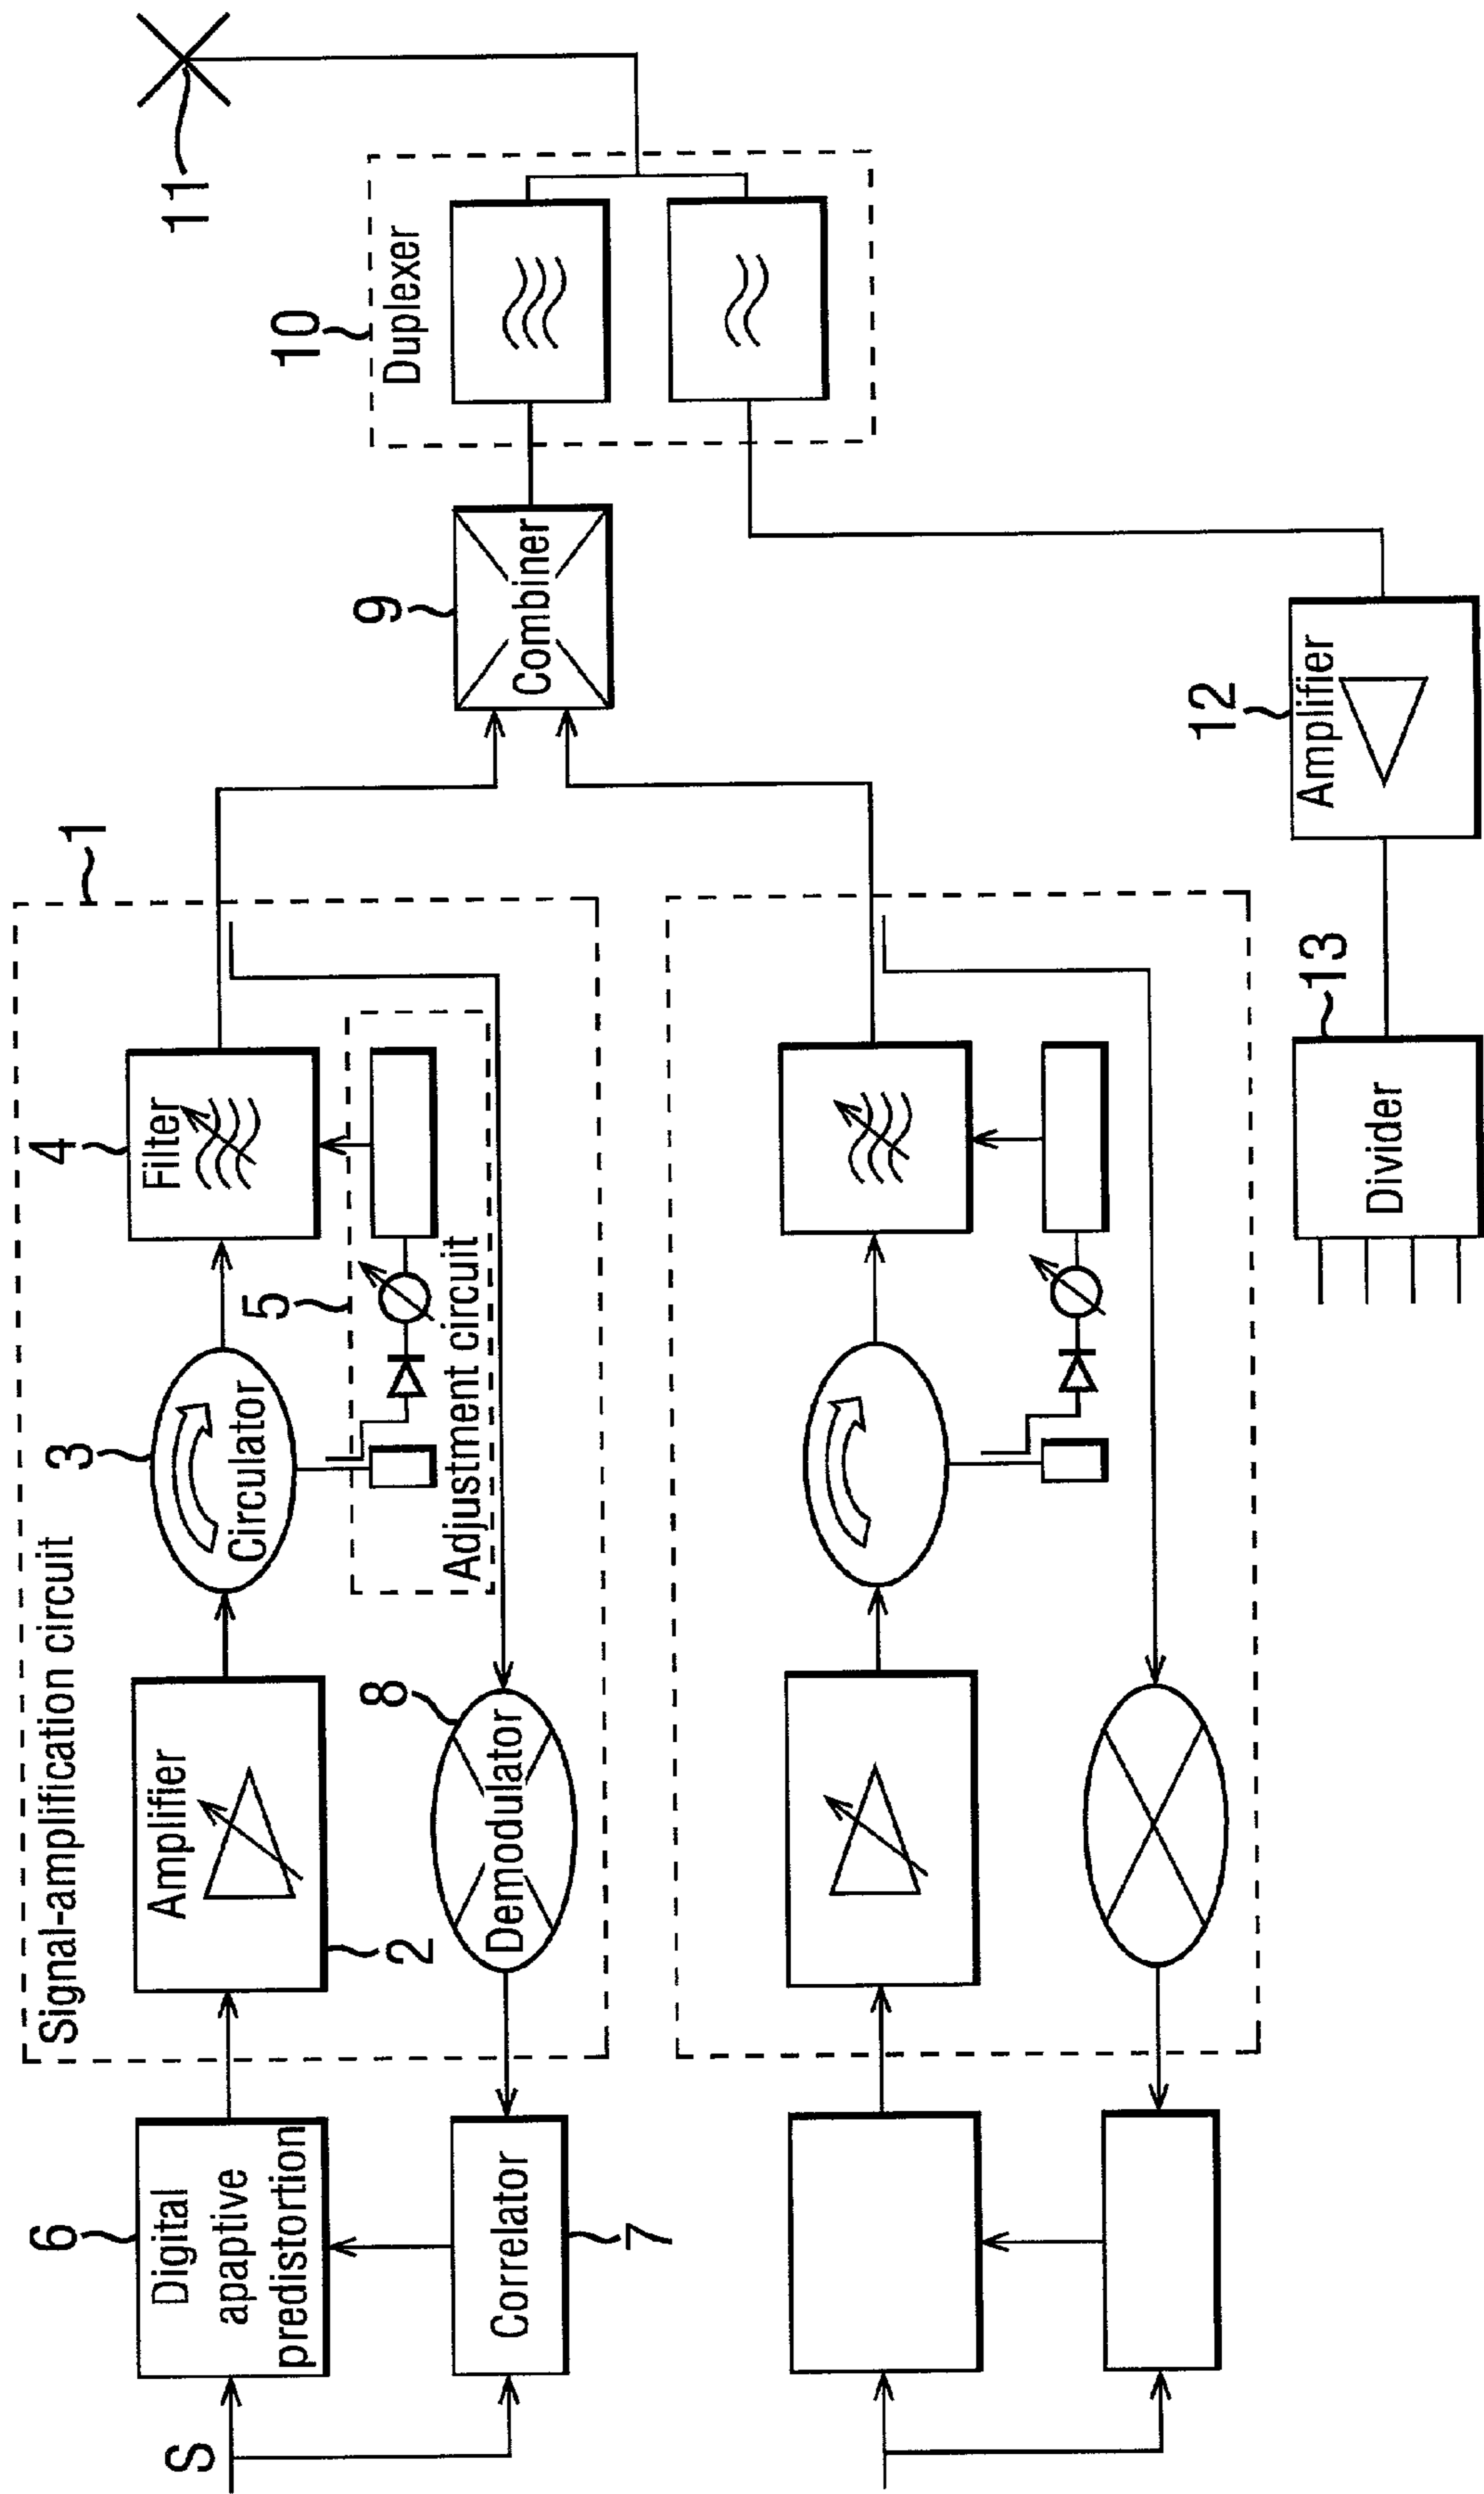 Signal-amplification circuit
1
6
Digital
apaptive
predistortion
S
Amplifier
2
3
Circulator
4
Filter
5
Adjustment circuit
8
Demodulator
Correlator
7
9
Combiner
10
Duplexer
11
12
Amplifier
13
Divider